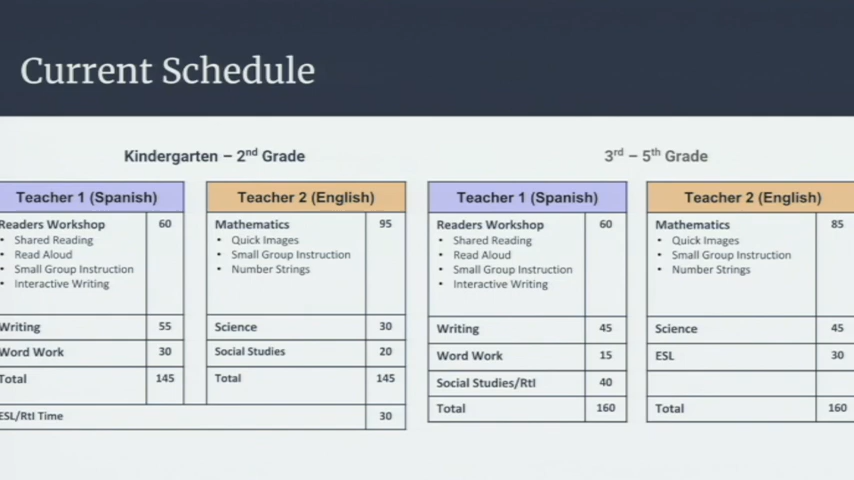 Current Schedule
Kindergarten – 2nd Grade
Teacher 1 (Spanish)
Readers Workshop 60
• Shared Reading
• Read Aloud
• Small Group Instruction
• Interactive Writing
Writing 55
Word Work 30
Total 145
Teacher 2 (English)
Mathematics 95
• Quick Images
• Small Group Instruction
• Number Strings
Science 30
Social Studies 20
Total 145
ESL/RtI Time 30
3rd – 5th Grade
Teacher 1 (Spanish)
Readers Workshop 60
• Shared Reading
• Read Aloud
• Small Group Instruction
• Interactive Writing
Writing 45
Word Work 15
Social Studies/RtI 40
Total 160
Teacher 2 (English)
Mathematics 85
• Quick Images
• Small Group Instruction
• Number Strings
Science 45
ESL 30
Total 160